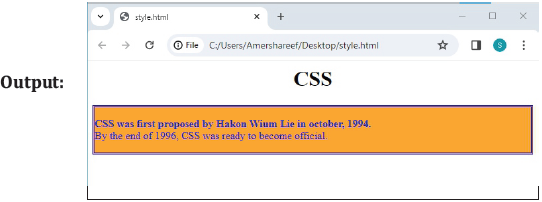 style.html
File C:/Users/Amershareef/Desktop/style.html
S
Output:
CSS
CSS was first proposed by Hakon Wium Lie in october, 1994.
By the end of 1996, CSS was ready to become official